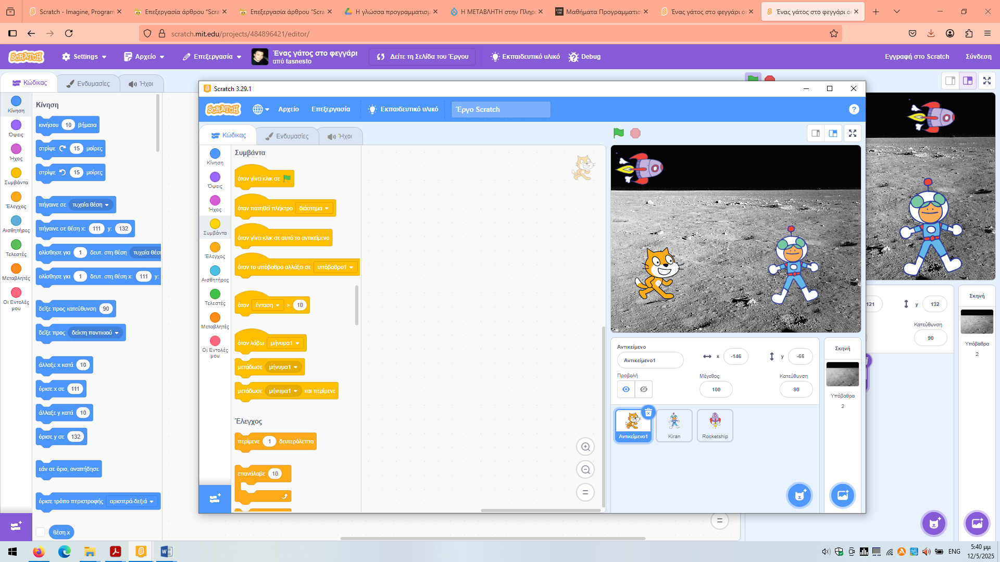 Scratch - Imagine, Program
Επεξεργασία άρθρου “Scra
Επεξεργασία άρθρου “Scra
Η γλώσσα προγραμματισμ
Η ΜΕΤΑΒΛΗΤΗ στην Πληρο
Μαθήματα Προγραμματισ
Ένας γάτος στο φεγγάρι on
Ένας γάτος στο φεγγάρι on
scratch.mit.edu/projects/484896421/editor/
SCRATCH
Settings
Αρχείο
Επεξεργασία
Ένας γάτος στο φεγγάρι
από tasnesto
Δείτε τη Σελίδα του Έργου
Εκπαιδευτικό υλικό
Debug
Εγγραφή στο Scratch
Σύνδεση
Κώδικας
Ενδυμασίες
Ήχοι
Κίνηση
Όψεις
Ήχος
Συμβάντα
Έλεγχος
Αισθητήρες
Τελεστές
Μεταβλητές
Οι Εντολές
μου
Κίνηση
κινήσου 10 βήματα
στρίψε 15 μοίρες
στρίψε 15 μοίρες
πήγαινε σε τυχαία θέση
πήγαινε σε θέση x: 111 y: 132
ολίσθησε για 1 δευτ. στη θέση τυχαία θέση
ολίσθησε για 1 δευτ. στη θέση x: 111 y:
δείξε προς κατεύθυνση 90
δείξε προς δείκτη ποντικιού
άλλαξε x κατά 10
όρισε x σε 111
άλλαξε y κατά 10
όρισε y σε 132
εάν σε όριο, αναπήδησε
όρισε τρόπο περιστροφής αριστερά-δεξιά
θέση x
Scratch 3.29.1
SCRATCH
Αρχείο
Επεξεργασία
Εκπαιδευτικό υλικό
Έργο Scratch
?
Κώδικας
Ενδυμασίες
Ήχοι
Κίνηση
Όψεις
Ήχος
Συμβάντα
Έλεγχος
Αισθητήρες
Τελεστές
Μεταβλητές
Οι Εντολές
μου
Συμβάντα
όταν γίνει κλικ σε
όταν πατηθεί πλήκτρο διάστημα
όταν γίνει κλικ σε αυτό το αντικείμενο
όταν το υπόβαθρο αλλάξει σε υπόβαθρο1
όταν ένταση > 10
όταν λάβω μήνυμα1
μετάδωσε μήνυμα1
μετάδωσε μήνυμα1 και περίμενε
Έλεγχος
περίμενε 1 δευτερόλεπτα
επανάλαβε 10
Αντικείμενο
Αντικείμενο1
x -146
y -66
Προβολή
Μέγεθος
100
Κατεύθυνση
90
Αντικείμενο1
Kiran
Rocketship
Σκηνή
Υπόβαθρα
2
121
y 132
Κατεύθυνση
90
Σκηνή
Υπόβαθρα
2
ENG
5:40 μμ
12/5/2025